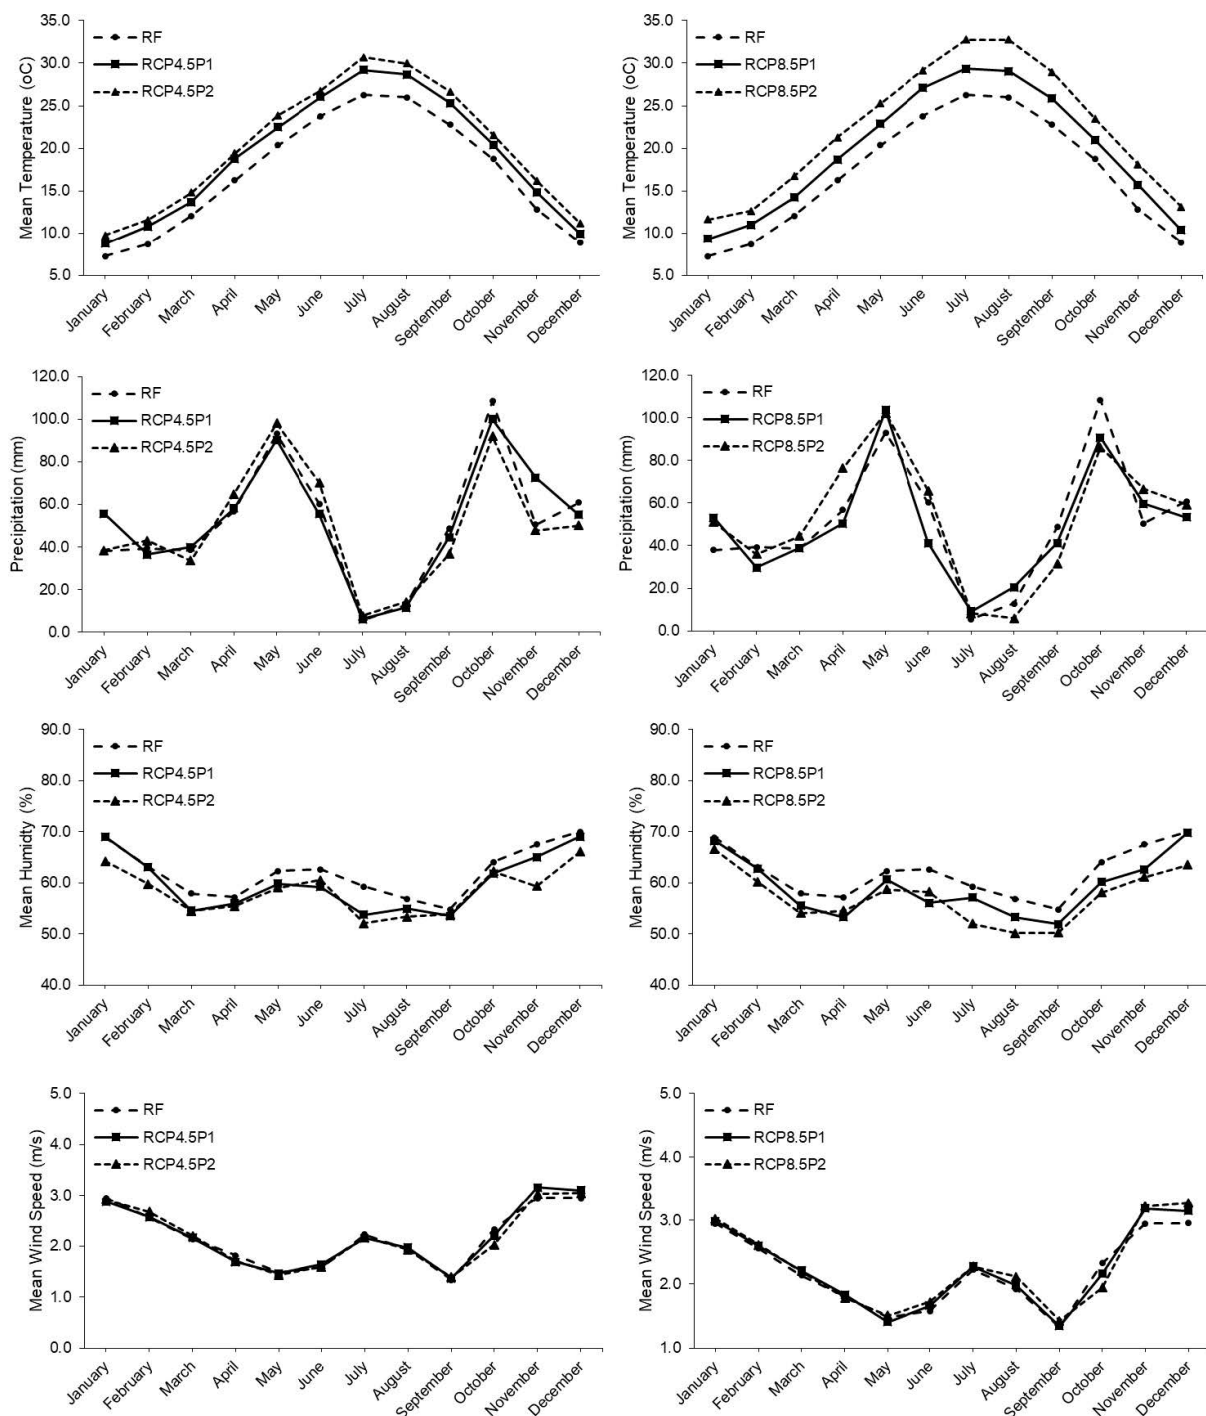 35.0
30.0
25.0
20.0
15.0
10.0
5.0
Mean Temperature (oC)
RF
RCP4.5P1
RCP4.5P2
January
February
March
April
May
June
July
August
September
October
November
December
35.0
30.0
25.0
20.0
15.0
10.0
5.0
Mean Temperature (oC)
RF
RCP8.5P1
RCP8.5P2
January
February
March
April
May
June
July
August
September
October
November
December
120.0
100.0
80.0
60.0
40.0
20.0
0.0
Precipitation (mm)
RF
RCP4.5P1
RCP4.5P2
January
February
March
April
May
June
July
August
September
October
November
December
120.0
100.0
80.0
60.0
40.0
20.0
0.0
Precipitation (mm)
RF
RCP8.5P1
RCP8.5P2
January
February
March
April
May
June
July
August
September
October
November
December
90.0
80.0
70.0
60.0
50.0
40.0
Mean Humidty (%)
RF
RCP4.5P1
RCP4.5P2
January
February
March
April
May
June
July
August
September
October
November
December
90.0
80.0
70.0
60.0
50.0
40.0
Mean Humidty (%)
RF
RCP8.5P1
RCP8.5P2
January
February
March
April
May
June
July
August
September
October
November
December
5.0
4.0
3.0
2.0
1.0
0.0
Mean Wind Speed (m/s)
RF
RCP4.5P1
RCP4.5P2
January
February
March
April
May
June
July
August
September
October
November
December
5.0
4.0
3.0
2.0
1.0
Mean Wind Speed (m/s)
RF
RCP8.5P1
RCP8.5P2
January
February
March
April
May
June
July
August
September
October
November
December